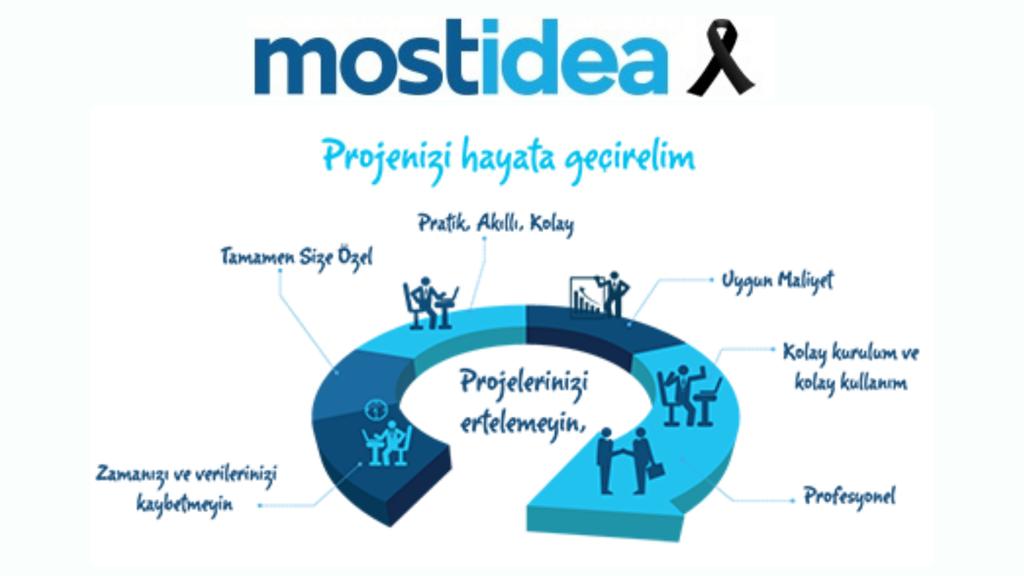 mostidea
Projenizi hayata geçirelim
Pratik, Akıllı, Kolay
Tamamen Size Özel
Uygun Maliyet
Kolay kurulum ve
kolay kullanım
Projelerinizi
ertelemeyin,
Zamanızı ve verilerinizi
kaybetmeyin
Profesyonel